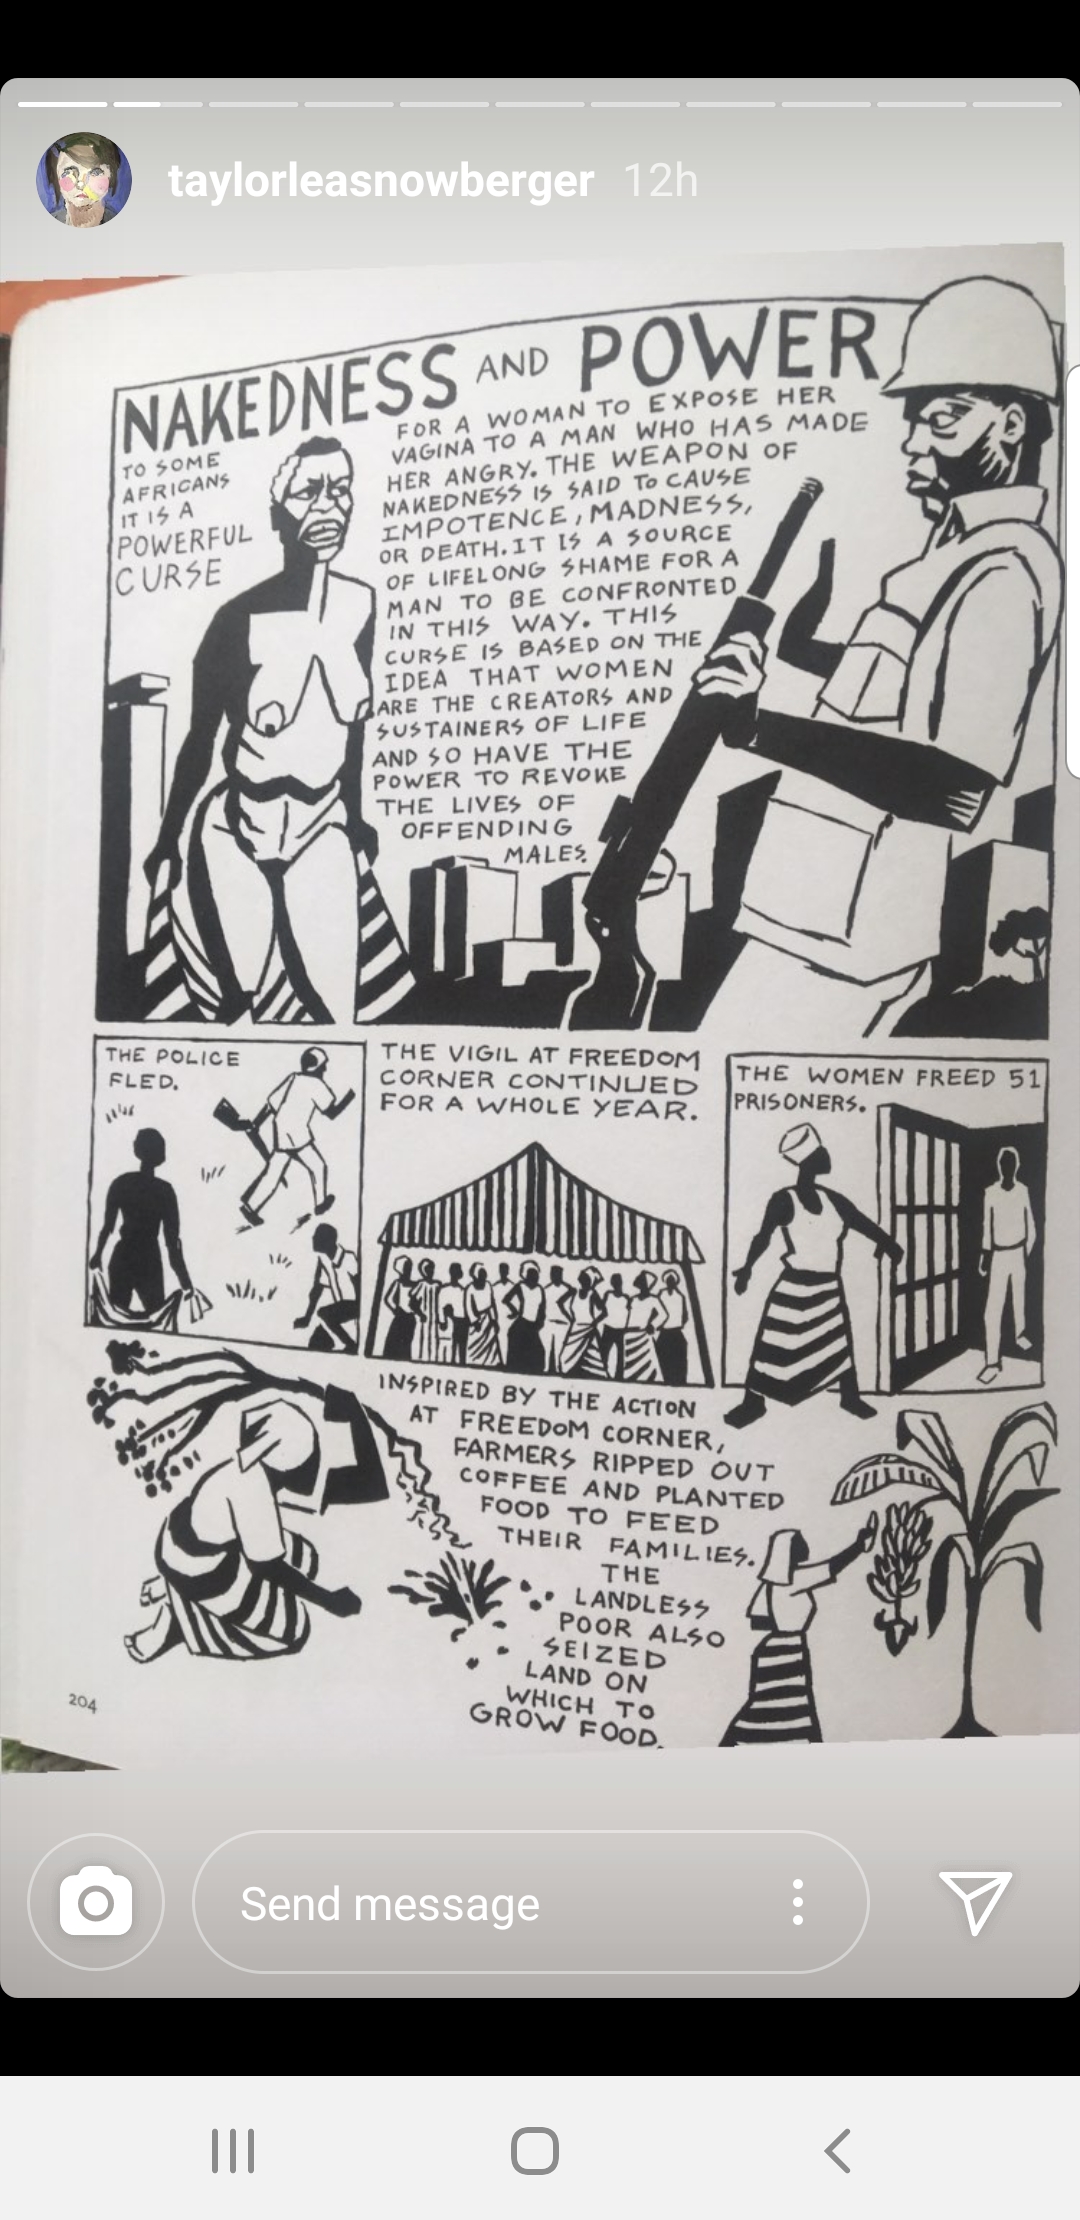 taylorleasnowberger 12h
NAKEDNESS AND POWER
TO SOME
AFRICANS
IT IS A
POWERFUL
CURSE
FOR A WOMAN TO EXPOSE HER
VAGINA TO A MAN WHO HAS MADE
HER ANGRY. THE WEAPON OF
NAKEDNESS IS SAID TO CAUSE
IMPOTENCE, MADNESS,
OR DEATH. IT IS A SOURCE
OF LIFELONG SHAME FOR A
MAN TO BE CONFRONTED
IN THIS WAY. THIS
CURSE IS BASED ON THE
IDEA THAT WOMEN
ARE THE CREATORS AND
SUSTAINERS OF LIFE
AND SO HAVE THE
POWER TO REVOKE
THE LIVES OF
OFFENDING
MALES.
THE POLICE
FLED.
THE VIGIL AT FREEDOM
CORNER CONTINUED
FOR A WHOLE YEAR.
THE WOMEN FREED 51
PRISONERS.
INSPIRED BY THE ACTION
AT FREEDOM CORNER,
FARMERS RIPPED OUT
COFFEE AND PLANTED
FOOD TO FEED
THEIR FAMILIES.
THE
LANDLESS
POOR ALSO
SEIZED
LAND ON
WHICH TO
GROW FOOD.
204
Send message